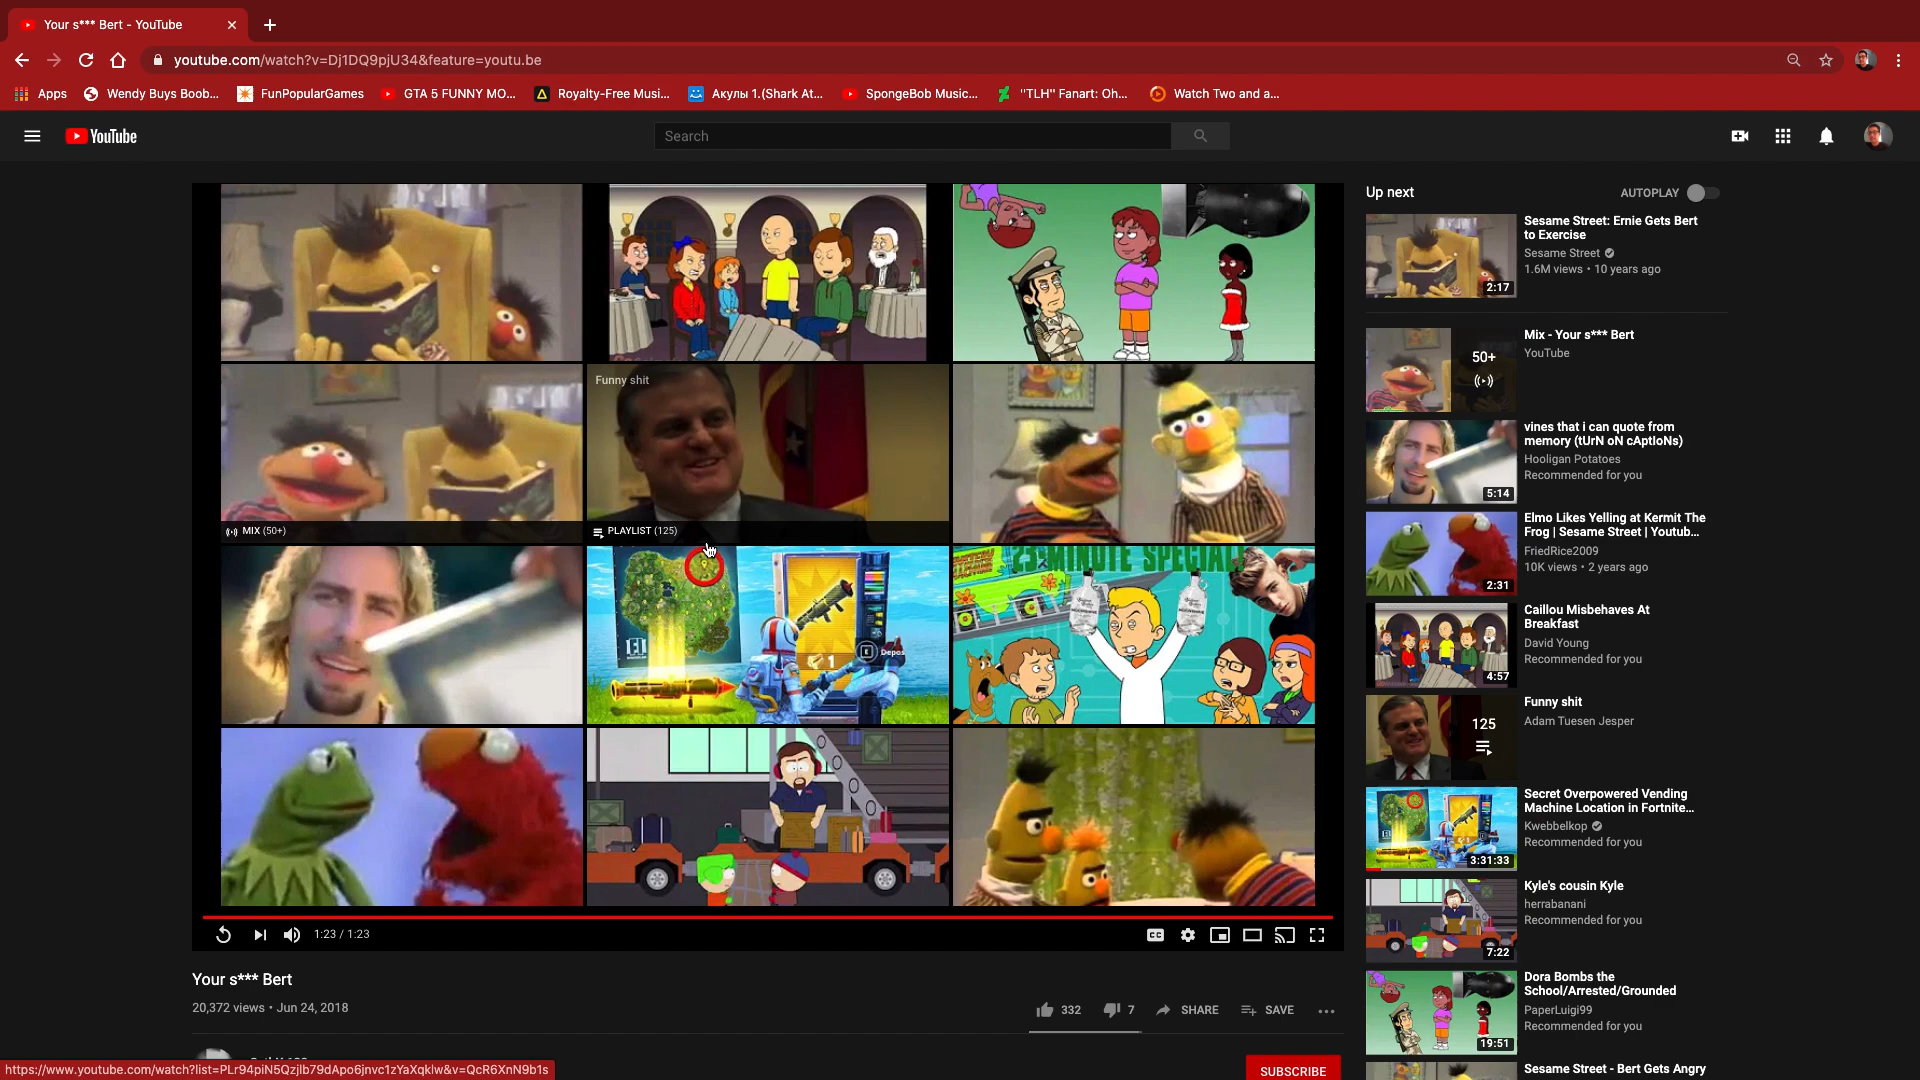 Your s*** Bert - YouTube
youtube.com/watch?v=Dj1DQ9pjU34&feature=youtu.be
Apps
Wendy Buys Boob...
FunPopularGames
GTA 5 FUNNY MO...
Royalty-Free Musi...
Акулы 1.(Shark At...
SpongeBob Music...
"TLH" Fanart: Oh...
Watch Two and a...
YouTube
Search
Funny shit
MIX (50+)
PLAYLIST (125)
MINUTE SPECIAL
1:23 / 1:23
CC
Your s*** Bert
20,372 views • Jun 24, 2018
332
7
SHARE
SAVE
SUBSCRIBE
https://www.youtube.com/watch?list=PLr94piN5Qzjlb79dApo6jnvc1zYaXqklw&v=QcR6XnN9b1s
Up next
AUTOPLAY
2:17
Sesame Street: Ernie Gets Bert
to Exercise
Sesame Street
1.6M views • 10 years ago
50+
Mix - Your s*** Bert
YouTube
5:14
vines that i can quote from
memory (tUrN oN cAptIoNs)
Hooligan Potatoes
Recommended for you
2:31
Elmo Likes Yelling at Kermit The
Frog | Sesame Street | Youtub...
FriedRice2009
10K views • 2 years ago
4:57
Caillou Misbehaves At
Breakfast
David Young
Recommended for you
125
Funny shit
Adam Tuesen Jesper
3:31:33
Secret Overpowered Vending
Machine Location in Fortnite...
Kwebbelkop
Recommended for you
7:22
Kyle's cousin Kyle
herrabanani
Recommended for you
19:51
Dora Bombs the
School/Arrested/Grounded
PaperLuigi99
Recommended for you
Sesame Street - Bert Gets Angry